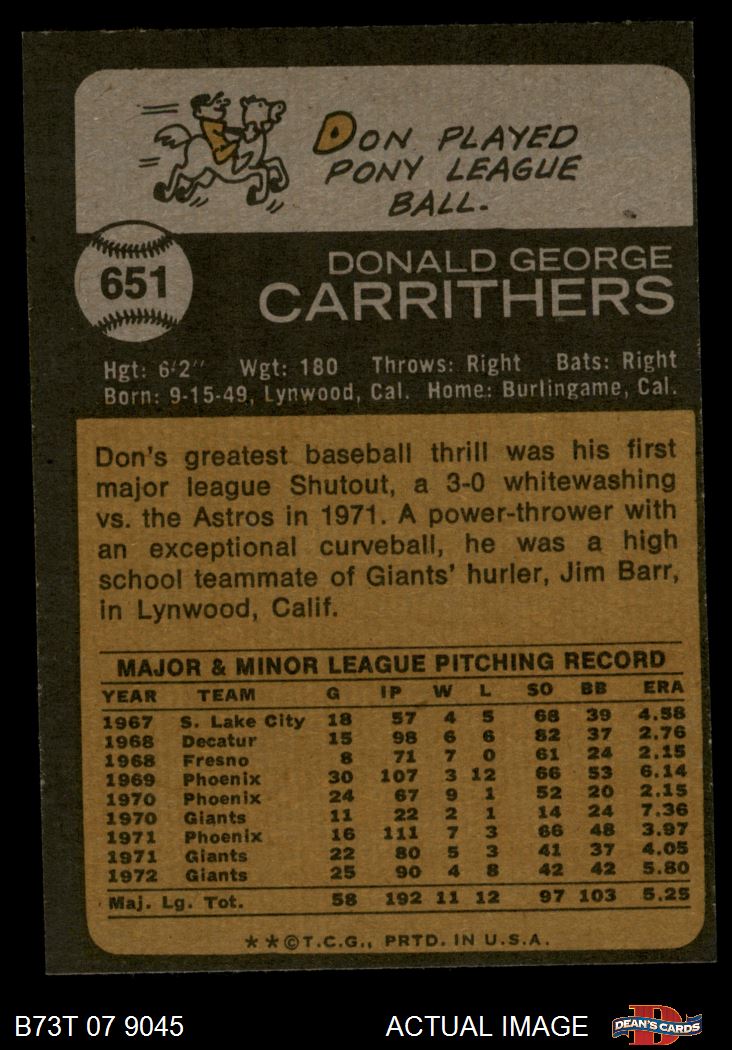 DON PLAYED
PONY LEAGUE
BALL.
651
DONALD GEORGE
CARRITHERS
Hgt: 6'2" Wgt: 180 Throws: Right Bats: Right
Born: 9-15-49, Lynwood, Cal. Home: Burlingame, Cal.
Don's greatest baseball thrill was his first
major league Shutout, a 3-0 whitewashing
vs. the Astros in 1971. A power-thrower with
an exceptional curveball, he was a high
school teammate of Giants' hurler, Jim Barr,
in Lynwood, Calif.
MAJOR & MINOR LEAGUE PITCHING RECORD
YEAR TEAM G IP W L SO BB ERA
1967 S. Lake City 18 57 4 5 68 39 4.58
1968 Decatur 15 98 6 6 82 37 2.76
1968 Fresno 8 71 7 0 61 24 2.15
1969 Phoenix 30 107 3 12 66 53 6.14
1970 Phoenix 24 67 9 1 52 20 2.15
1970 Giants 11 22 2 1 14 24 7.36
1971 Phoenix 16 111 7 3 66 48 3.97
1971 Giants 22 80 5 3 41 37 4.05
1972 Giants 25 90 4 8 42 42 5.80
Maj. Lg. Tot. 58 192 11 12 97 103 5.25
**©T.C.G., PRTD. IN U.S.A.
B73T 07 9045 ACTUAL IMAGE DEAN'S CARDS